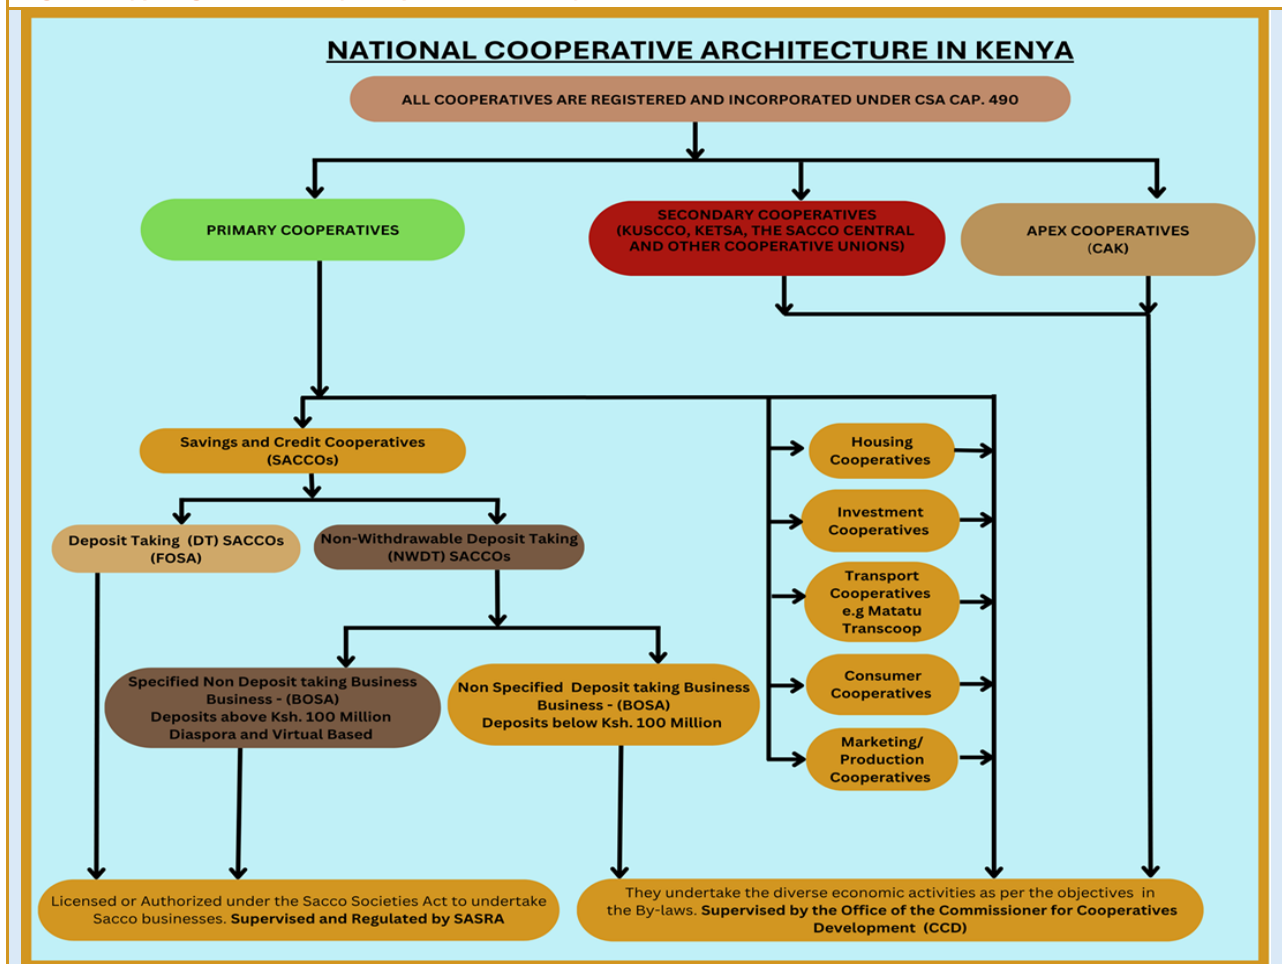 NATIONAL COOPERATIVE ARCHITECTURE IN KENYA
ALL COOPERATIVES ARE REGISTERED AND INCORPORATED UNDER CSA CAP. 490
PRIMARY COOPERATIVES
SECONDARY COOPERATIVES
(KUSCCO, KETSA, THE SACCO CENTRAL
AND OTHER COOPERATIVE UNIONS)
APEX COOPERATIVES
(CAK)
Savings and Credit Cooperatives
(SACCOs)
Deposit Taking (DT) SACCOs
(FOSA)
Non-Withdrawable Deposit Taking
(NWDT) SACCOs
Specified Non Deposit taking Business
Business - (BOSA)
Deposits above Ksh. 100 Million
Diaspora and Virtual Based
Non Specified Deposit taking Business
Business - (BOSA)
Deposits below Ksh. 100 Million
Housing
Cooperatives
Investment
Cooperatives
Transport
Cooperatives
e.g Matatu
Transcoop
Consumer
Cooperatives
Marketing/
Production
Cooperatives
Licensed or Authorized under the Sacco Societies Act to undertake
Sacco businesses. Supervised and Regulated by SASRA
They undertake the diverse economic activities as per the objectives in
the By-laws. Supervised by the Office of the Commissioner for Cooperatives
Development (CCD)